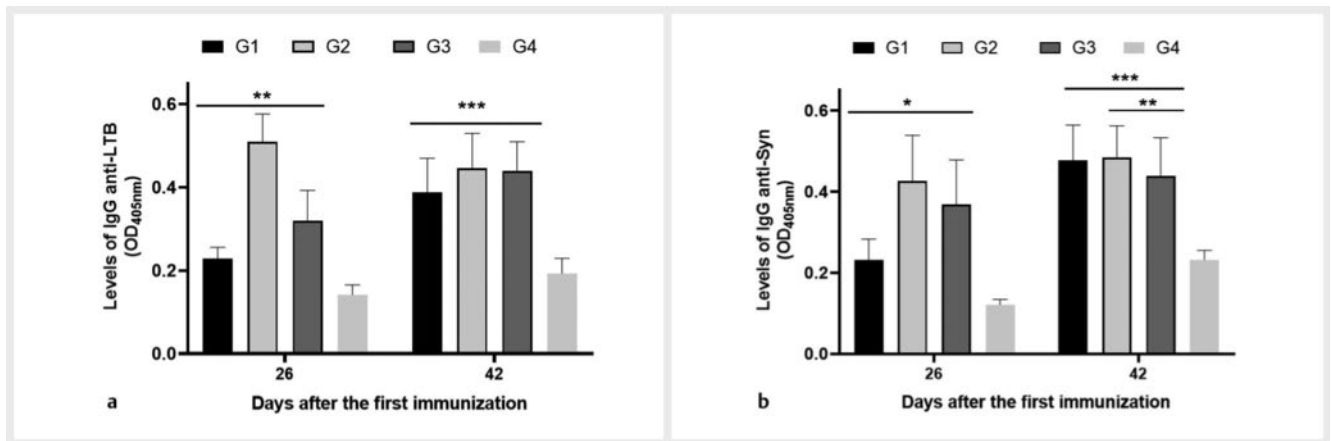 G1 G2 G3 G4
Levels of IgG anti-LTB
(OD405nm)
0.6
0.4
0.2
0.0
**
***
26 42
a
Days after the first immunization
G1 G2 G3 G4
Levels of IgG anti-Syn
(OD405nm)
0.6
0.4
0.2
0.0
*
***
**
26 42
b
Days after the first immunization